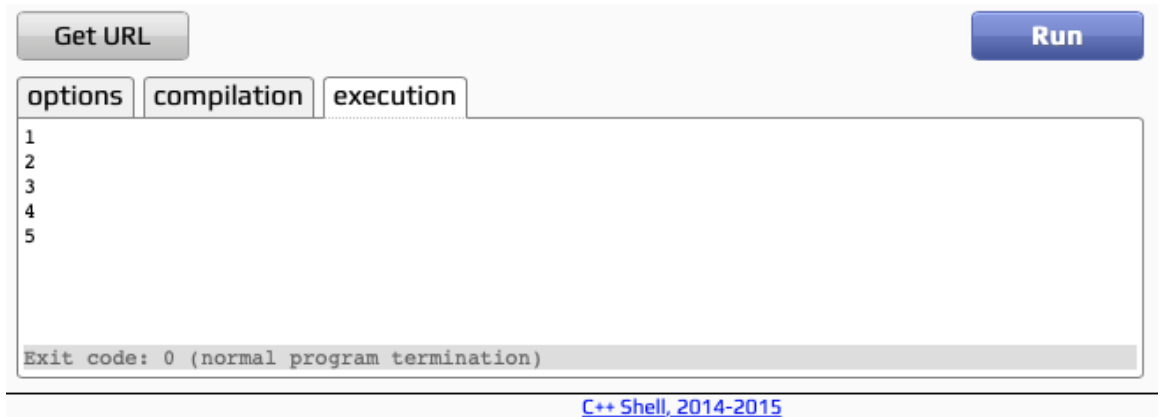 Get URL
Run
options compilation execution
1
2
3
4
5
Exit code: 0 (normal program termination)
C++ Shell, 2014-2015